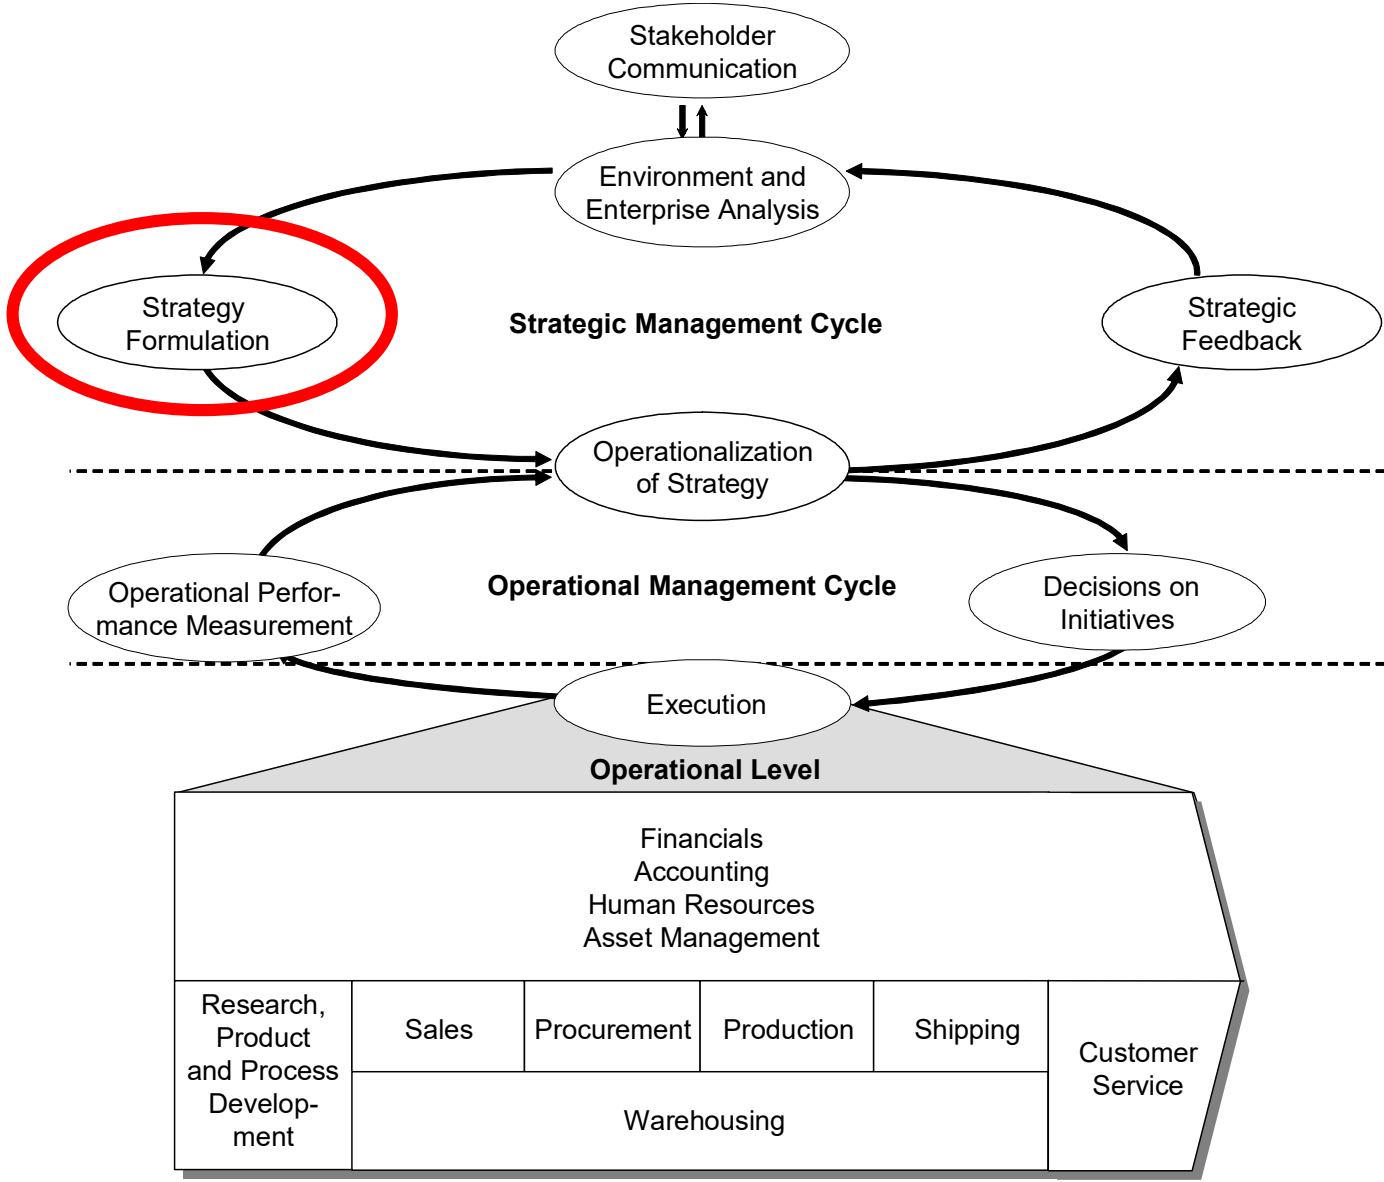 Stakeholder
Communication
Environment and
Enterprise Analysis
Strategy
Formulation
Strategic Management Cycle
Strategic
Feedback
Operationalization
of Strategy
Operational Perfor-
mance Measurement
Operational Management Cycle
Decisions on
Initiatives
Execution
Operational Level
Financials
Accounting
Human Resources
Asset Management
Research,
Product
and Process
Develop-
ment
Sales
Procurement
Production
Shipping
Warehousing
Customer
Service